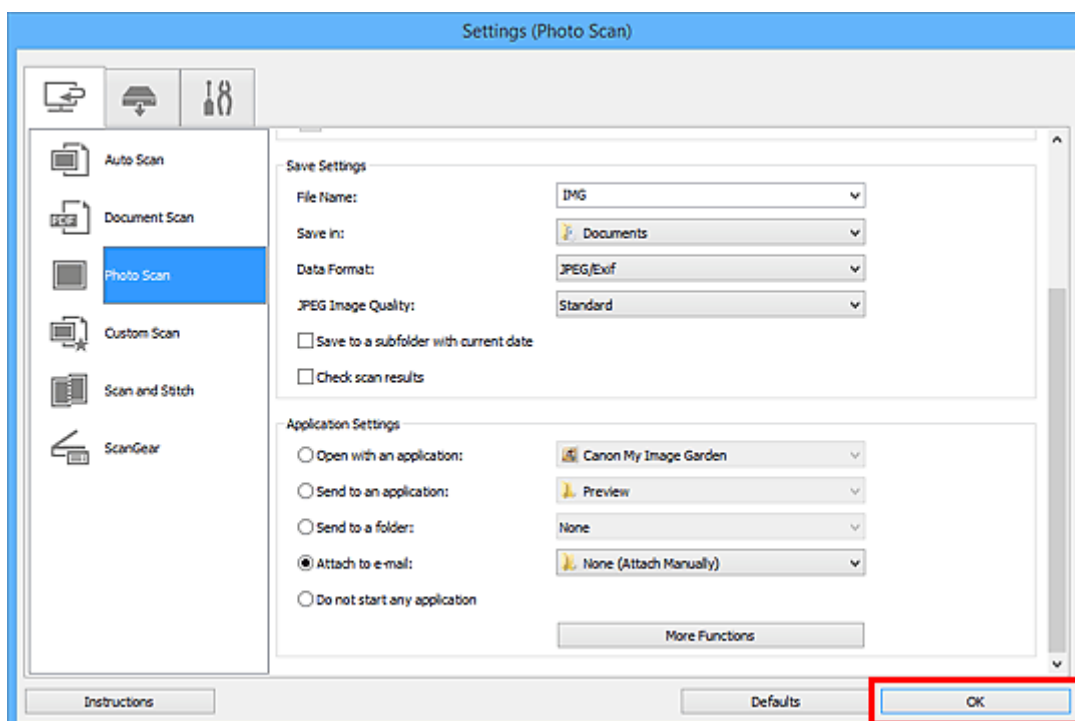 Settings (Photo Scan)
Auto Scan
PDF
Document Scan
Photo Scan
Custom Scan
Scan and Stitch
ScanGear
Save Settings
File Name: IMG
Save in: Documents
Data Format: JPEG/Exif
JPEG Image Quality: Standard
Save to a subfolder with current date
Check scan results
Application Settings
Open with an application: Canon My Image Garden
Send to an application: Preview
Send to a folder: None
Attach to e-mail: None (Attach Manually)
Do not start any application
More Functions
Instructions Defaults OK